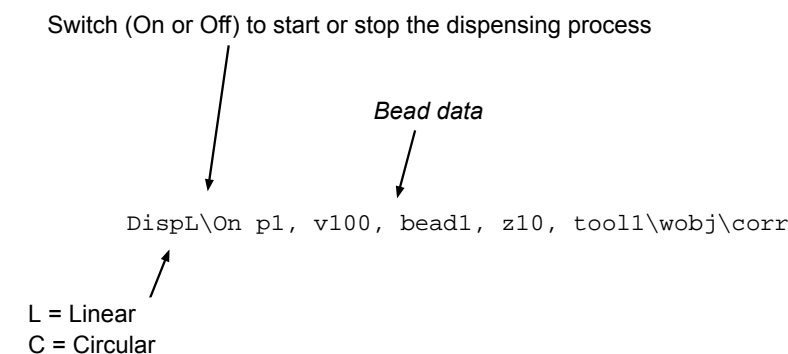 Switch (On or Off) to start or stop the dispensing process
Bead data
DispL\On p1, v100, bead1, z10, tool1\wobj\corr
L = Linear
C = Circular